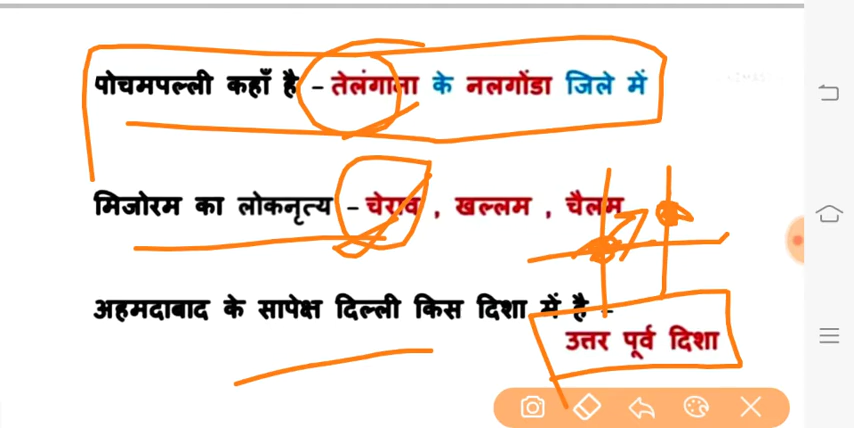 पोचमपल्ली कहाँ है - तेलंगाना के नलगोंडा जिले में
मिजोरम का लोकनृत्य - चेराव , खल्लम , चैलम
अहमदाबाद के सापेक्ष दिल्ली किस दिशा में है -
उत्तर पूर्व दिशा